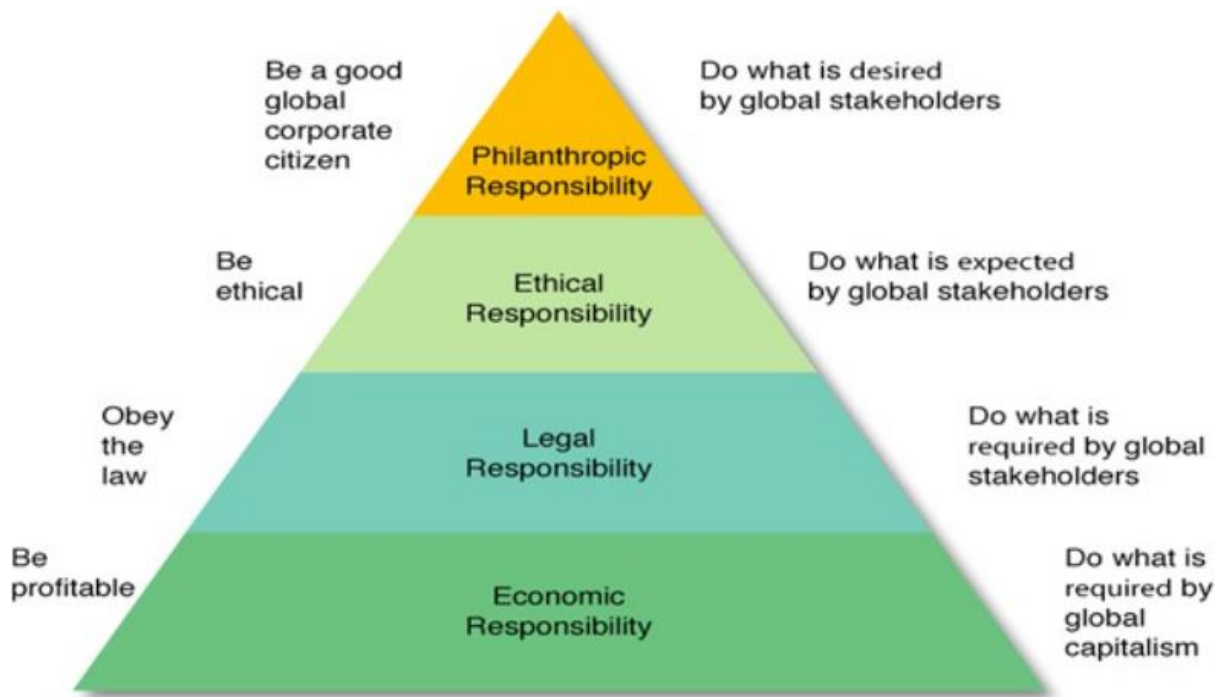 Be a good
global
corporate
citizen
Philanthropic
Responsibility
Do what is desired
by global stakeholders
Be
ethical
Ethical
Responsibility
Do what is expected
by global stakeholders
Obey
the
law
Legal
Responsibility
Do what is
required by global
stakeholders
Be
profitable
Economic
Responsibility
Do what is
required by
global
capitalism